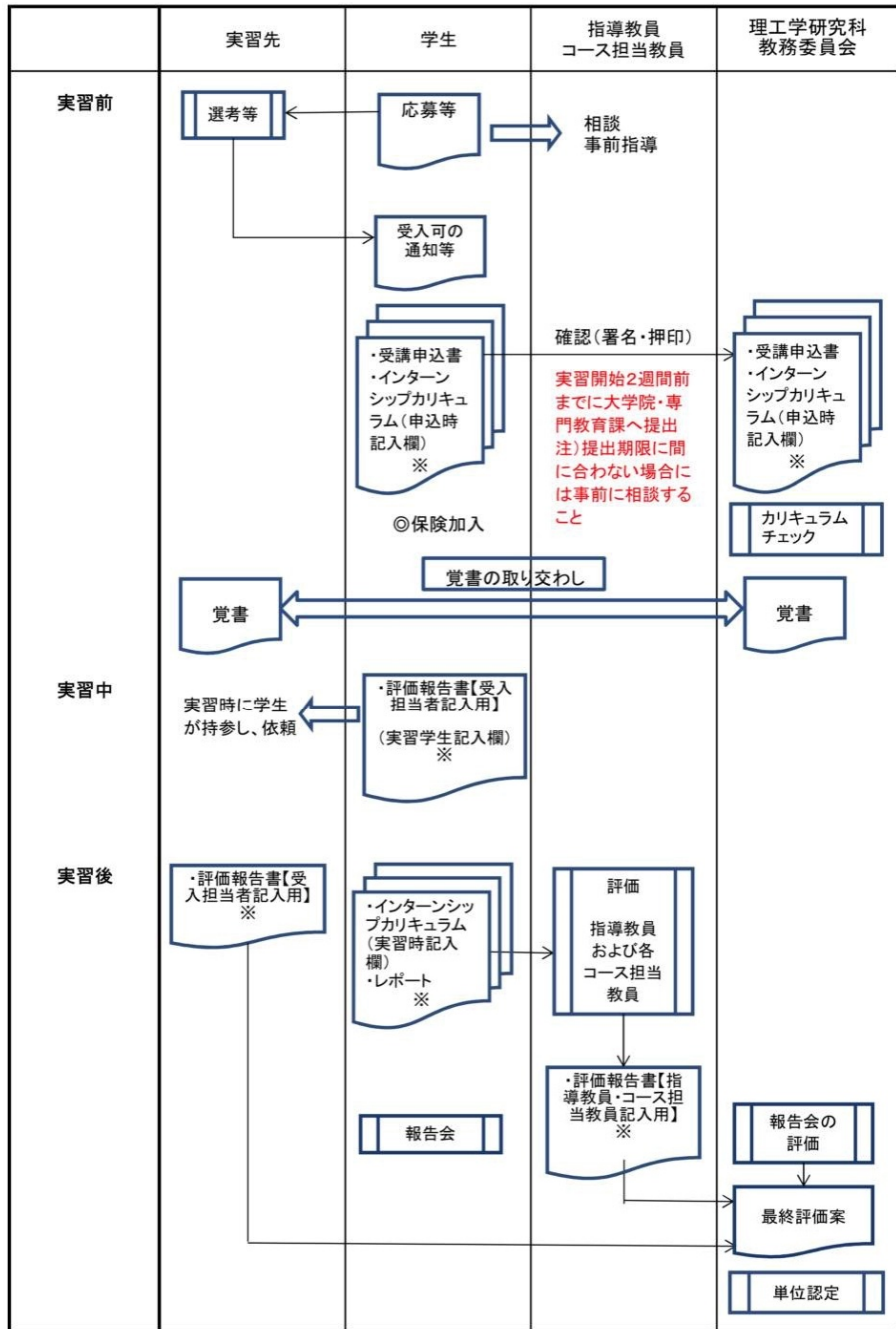 実習先
学生
指導教員
コース担当教員
理工学研究科
教務委員会
実習前
選考等
応募等
相談
事前指導
受入可の
通知等
・受講申込書
・インターン
シップカリキュ
ラム(申込時
記入欄)
※
確認(署名・押印)
実習開始2週間前
までに大学院・専
門教育課へ提出
注)提出期限に間
に合わない場合に
は事前に相談する
こと
・受講申込書
・インターン
シップカリキュ
ラム(申込時
記入欄)
※
◎保険加入
カリキュラム
チェック
覚書の取り交わし
覚書
覚書
実習中
実習時に学生
が持参し、依頼
・評価報告書【受入
担当者記入用】
(実習学生記入欄)
※
実習後
・評価報告書【受
入担当者記入用】
※
・インターンシッ
プカリキュラム
(実習時記入
欄)
・レポート
※
評価
指導教員
および各
コース担当
教員
・評価報告書【指
導教員・コース担
当教員記入用】
※
報告会
報告会の
評価
最終評価案
単位認定